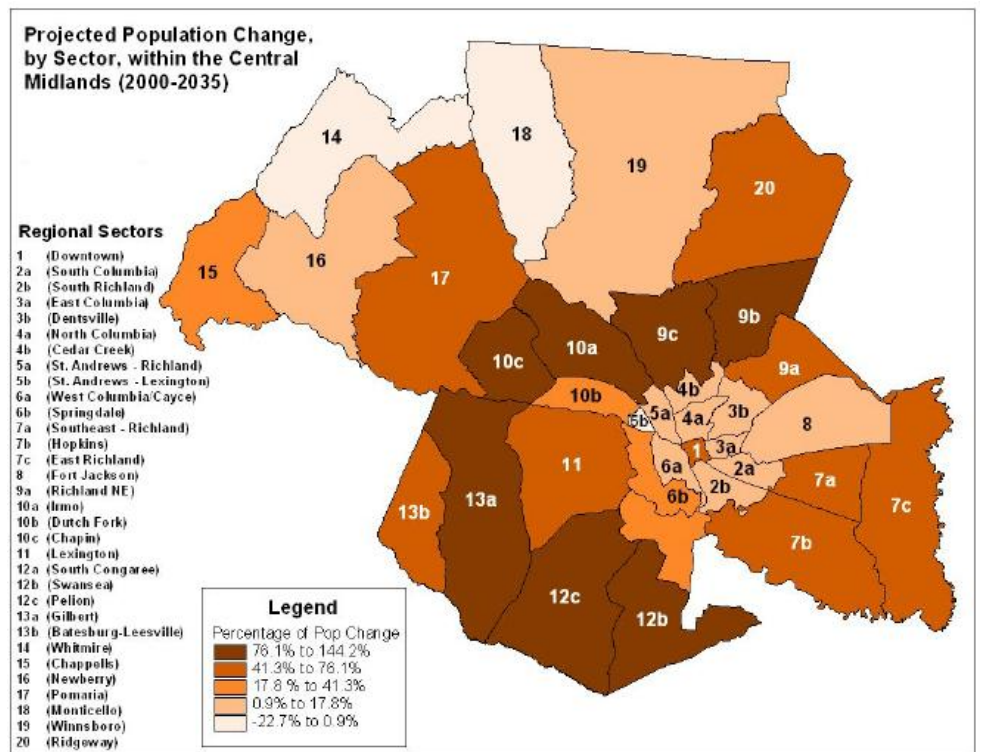 Projected Population Change,
by Sector, within the Central
Midlands (2000-2035)
14
18
19
20
15
16
17
9b
9c
10a
10c
9a
10b
4b
5a
4a
3b
5b
8
1
3a
6a
2a
2b
6b
7a
7c
7b
11
13a
13b
12c
12b
Regional Sectors
1 (Downtown)
2a (South Columbia)
2b (South Richland)
3a (East Columbia)
3b (Dentsville)
4a (North Columbia)
4b (Cedar Creek)
5a (St. Andrews - Richland)
5b (St. Andrews - Lexington)
6a (West Columbia/Cayce)
6b (Springdale)
7a (Southeast - Richland)
7b (Hopkins)
7c (East Richland)
8 (Fort Jackson)
9a (Richland NE)
10a (Irmo)
10b (Dutch Fork)
10c (Chapin)
11 (Lexington)
12a (South Congaree)
12b (Swansea)
12c (Pelion)
13a (Gilbert)
13b (Batesburg-Leesville)
14 (Whitmire)
15 (Chappells)
16 (Newberry)
17 (Pomaria)
18 (Monticello)
19 (Winnsboro)
20 (Ridgeway)
Legend
Percentage of Pop Change
76.1% to 144.2%
41.3% to 76.1%
17.8 % to 41.3%
0.9% to 17.8%
-22.7% to 0.9%